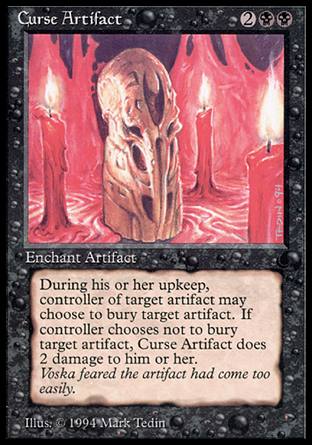 Curse Artifact 2
TEDIN © 94
Enchant Artifact
During his or her upkeep,
controller of target artifact may
choose to bury target artifact. If
controller chooses not to bury
target artifact, Curse Artifact does
2 damage to him or her.
Voska feared the artifact had come too
easily.
Illus: © 1994 Mark Tedin